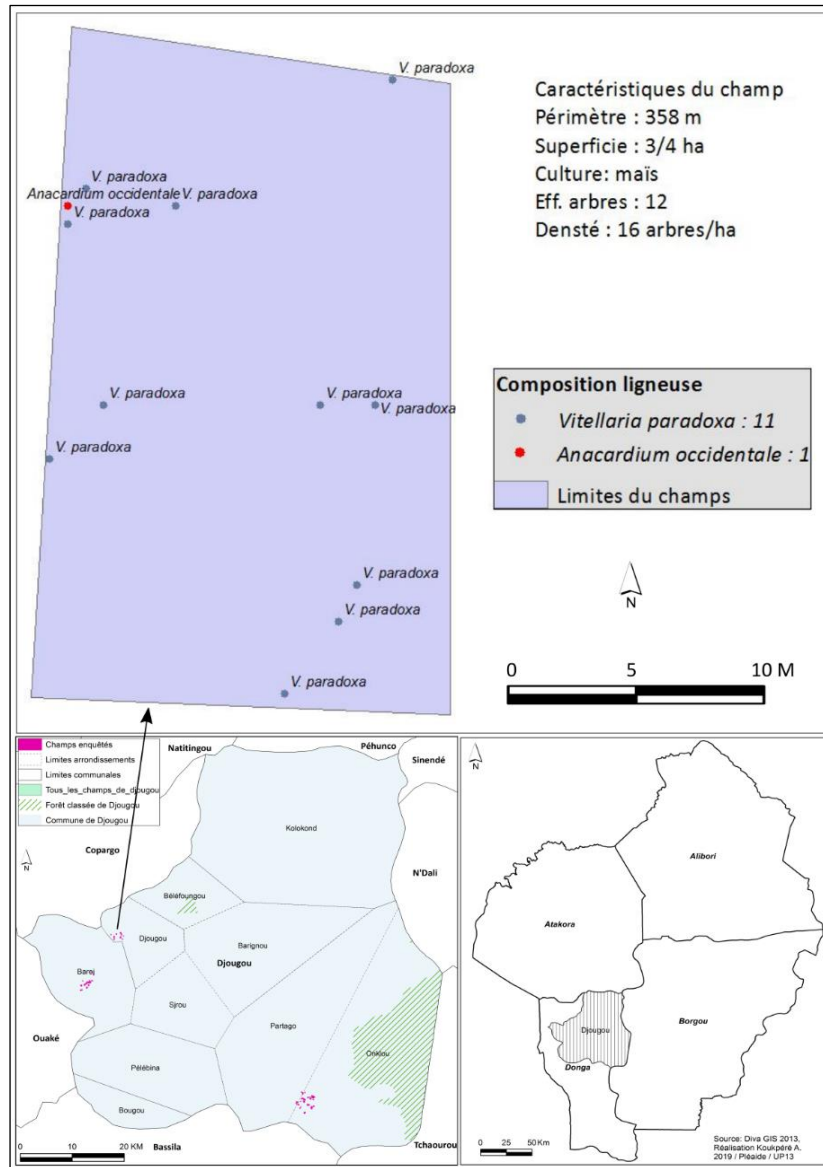 V. paradoxa
Caractéristiques du champ
Périmètre : 358 m
Superficie : 3/4 ha
Culture: maïs
Eff. arbres : 12
Densté : 16 arbres/ha
V. paradoxa
Anacardium occidentale
V. paradoxa
V. paradoxa
V. paradoxa
V. paradoxa
V. paradoxa
V. paradoxa
V. paradoxa
V. paradoxa
V. paradoxa
Composition ligneuse
Vitellaria paradoxa : 11
Anacardium occidentale : 1
Limites du champs
N
0 5 10 M
Champs enquêtés
Limites arrondissements
Limites communales
Tous_les_champs_de_djougou
Forêt classée de Djougou
Commune de Djougou
N
Natitingou
Péhunco
Sinendé
Kolokond
Copargo
N'Dali
Béléfoungou
Djougou
Barignou
Djougou
Barei
Sjrou
Partago
Ouaké
Onklou
Pélébina
Bougou
Bassila
Tchaourou
0 10 20 KM
N
Alibori
Atakora
Borgou
Djougou
Donga
0 25 50 Km
Source: Diva GIS 2013,
Réalisation Koukpéré A.
2019 / Pléaide / UP13